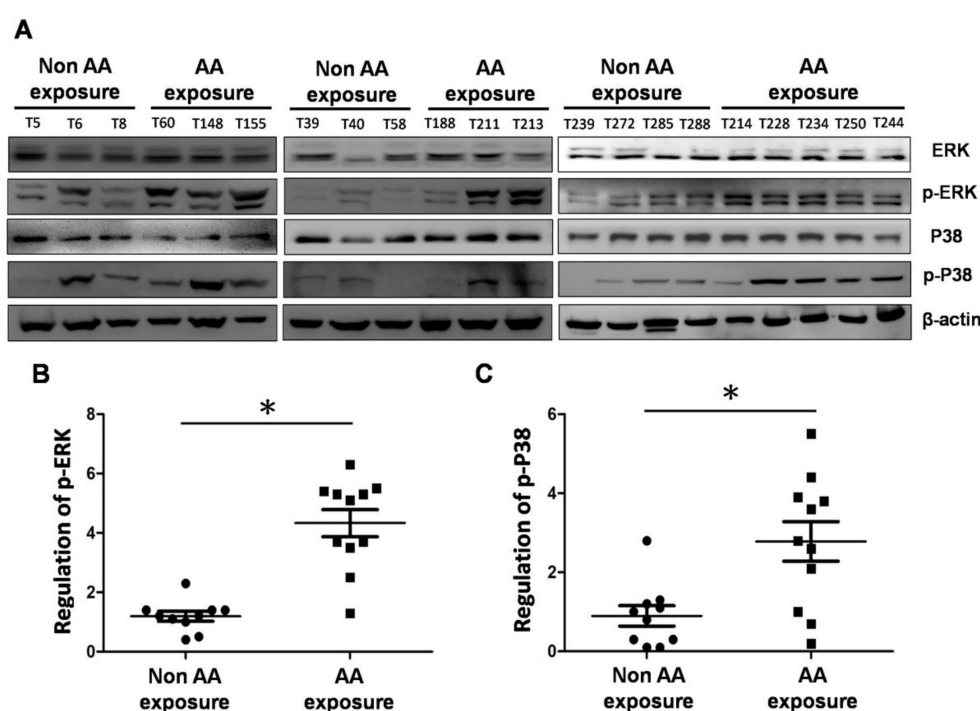 A
Non AA exposure
AA exposure
Non AA exposure
AA exposure
Non AA exposure
AA exposure
T5 T6 T8 T60 T148 T155 T39 T40 T58 T188 T211 T213 T239 T272 T285 T288 T214 T228 T234 T250 T244
ERK
p-ERK
P38
p-P38
β-actin
B
*
Regulation of p-ERK
8
6
4
2
0
Non AA exposure
AA exposure
C
*
Regulation of p-P38
6
4
2
0
Non AA exposure
AA exposure